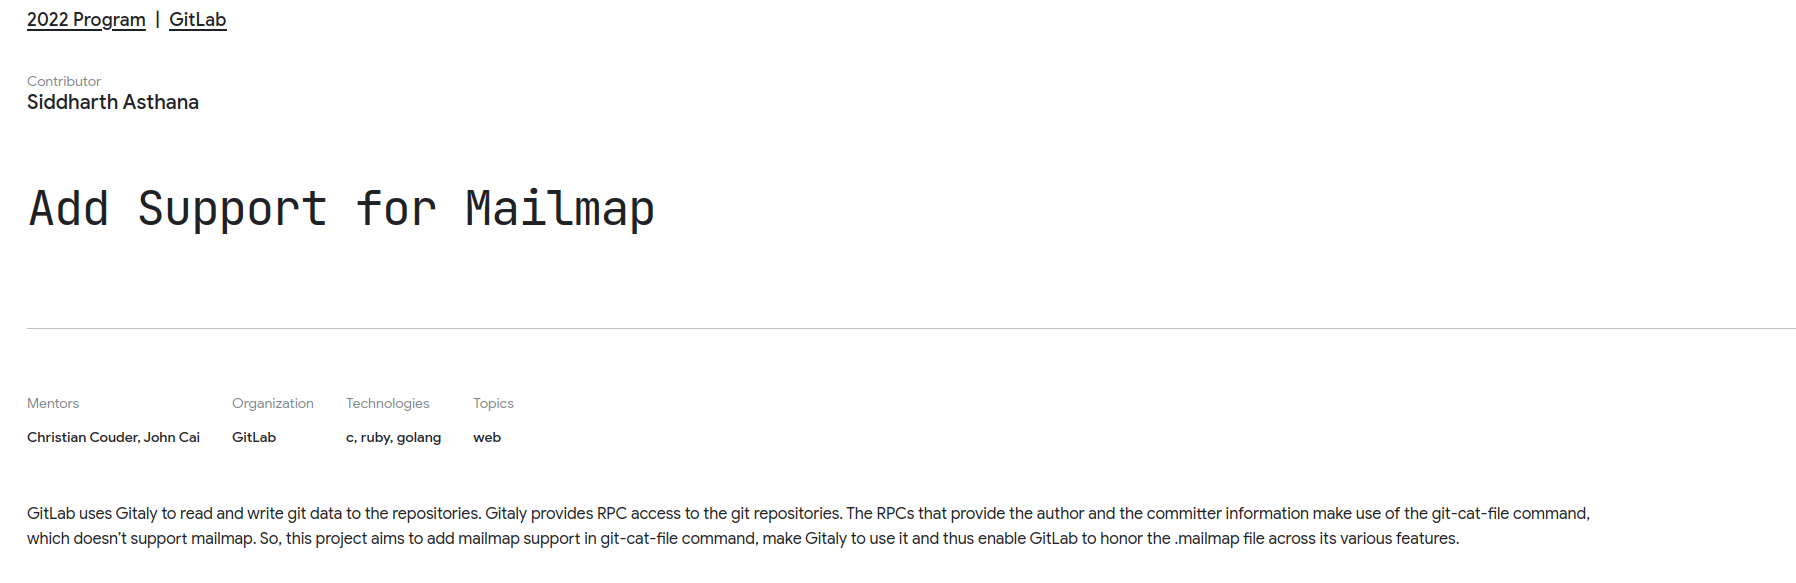 2022 Program | GitLab
Contributor
Siddharth Asthana
Add Support for Mailmap
Mentors Organization Technologies Topics
Christian Couder, John Cai GitLab c, ruby, golang web
GitLab uses Gitaly to read and write git data to the repositories. Gitaly provides RPC access to the git repositories. The RPCs that provide the author and the committer information make use of the git-cat-file command,
which doesn't support mailmap. So, this project aims to add mailmap support in git-cat-file command, make Gitaly to use it and thus enable GitLab to honor the .mailmap file across its various features.